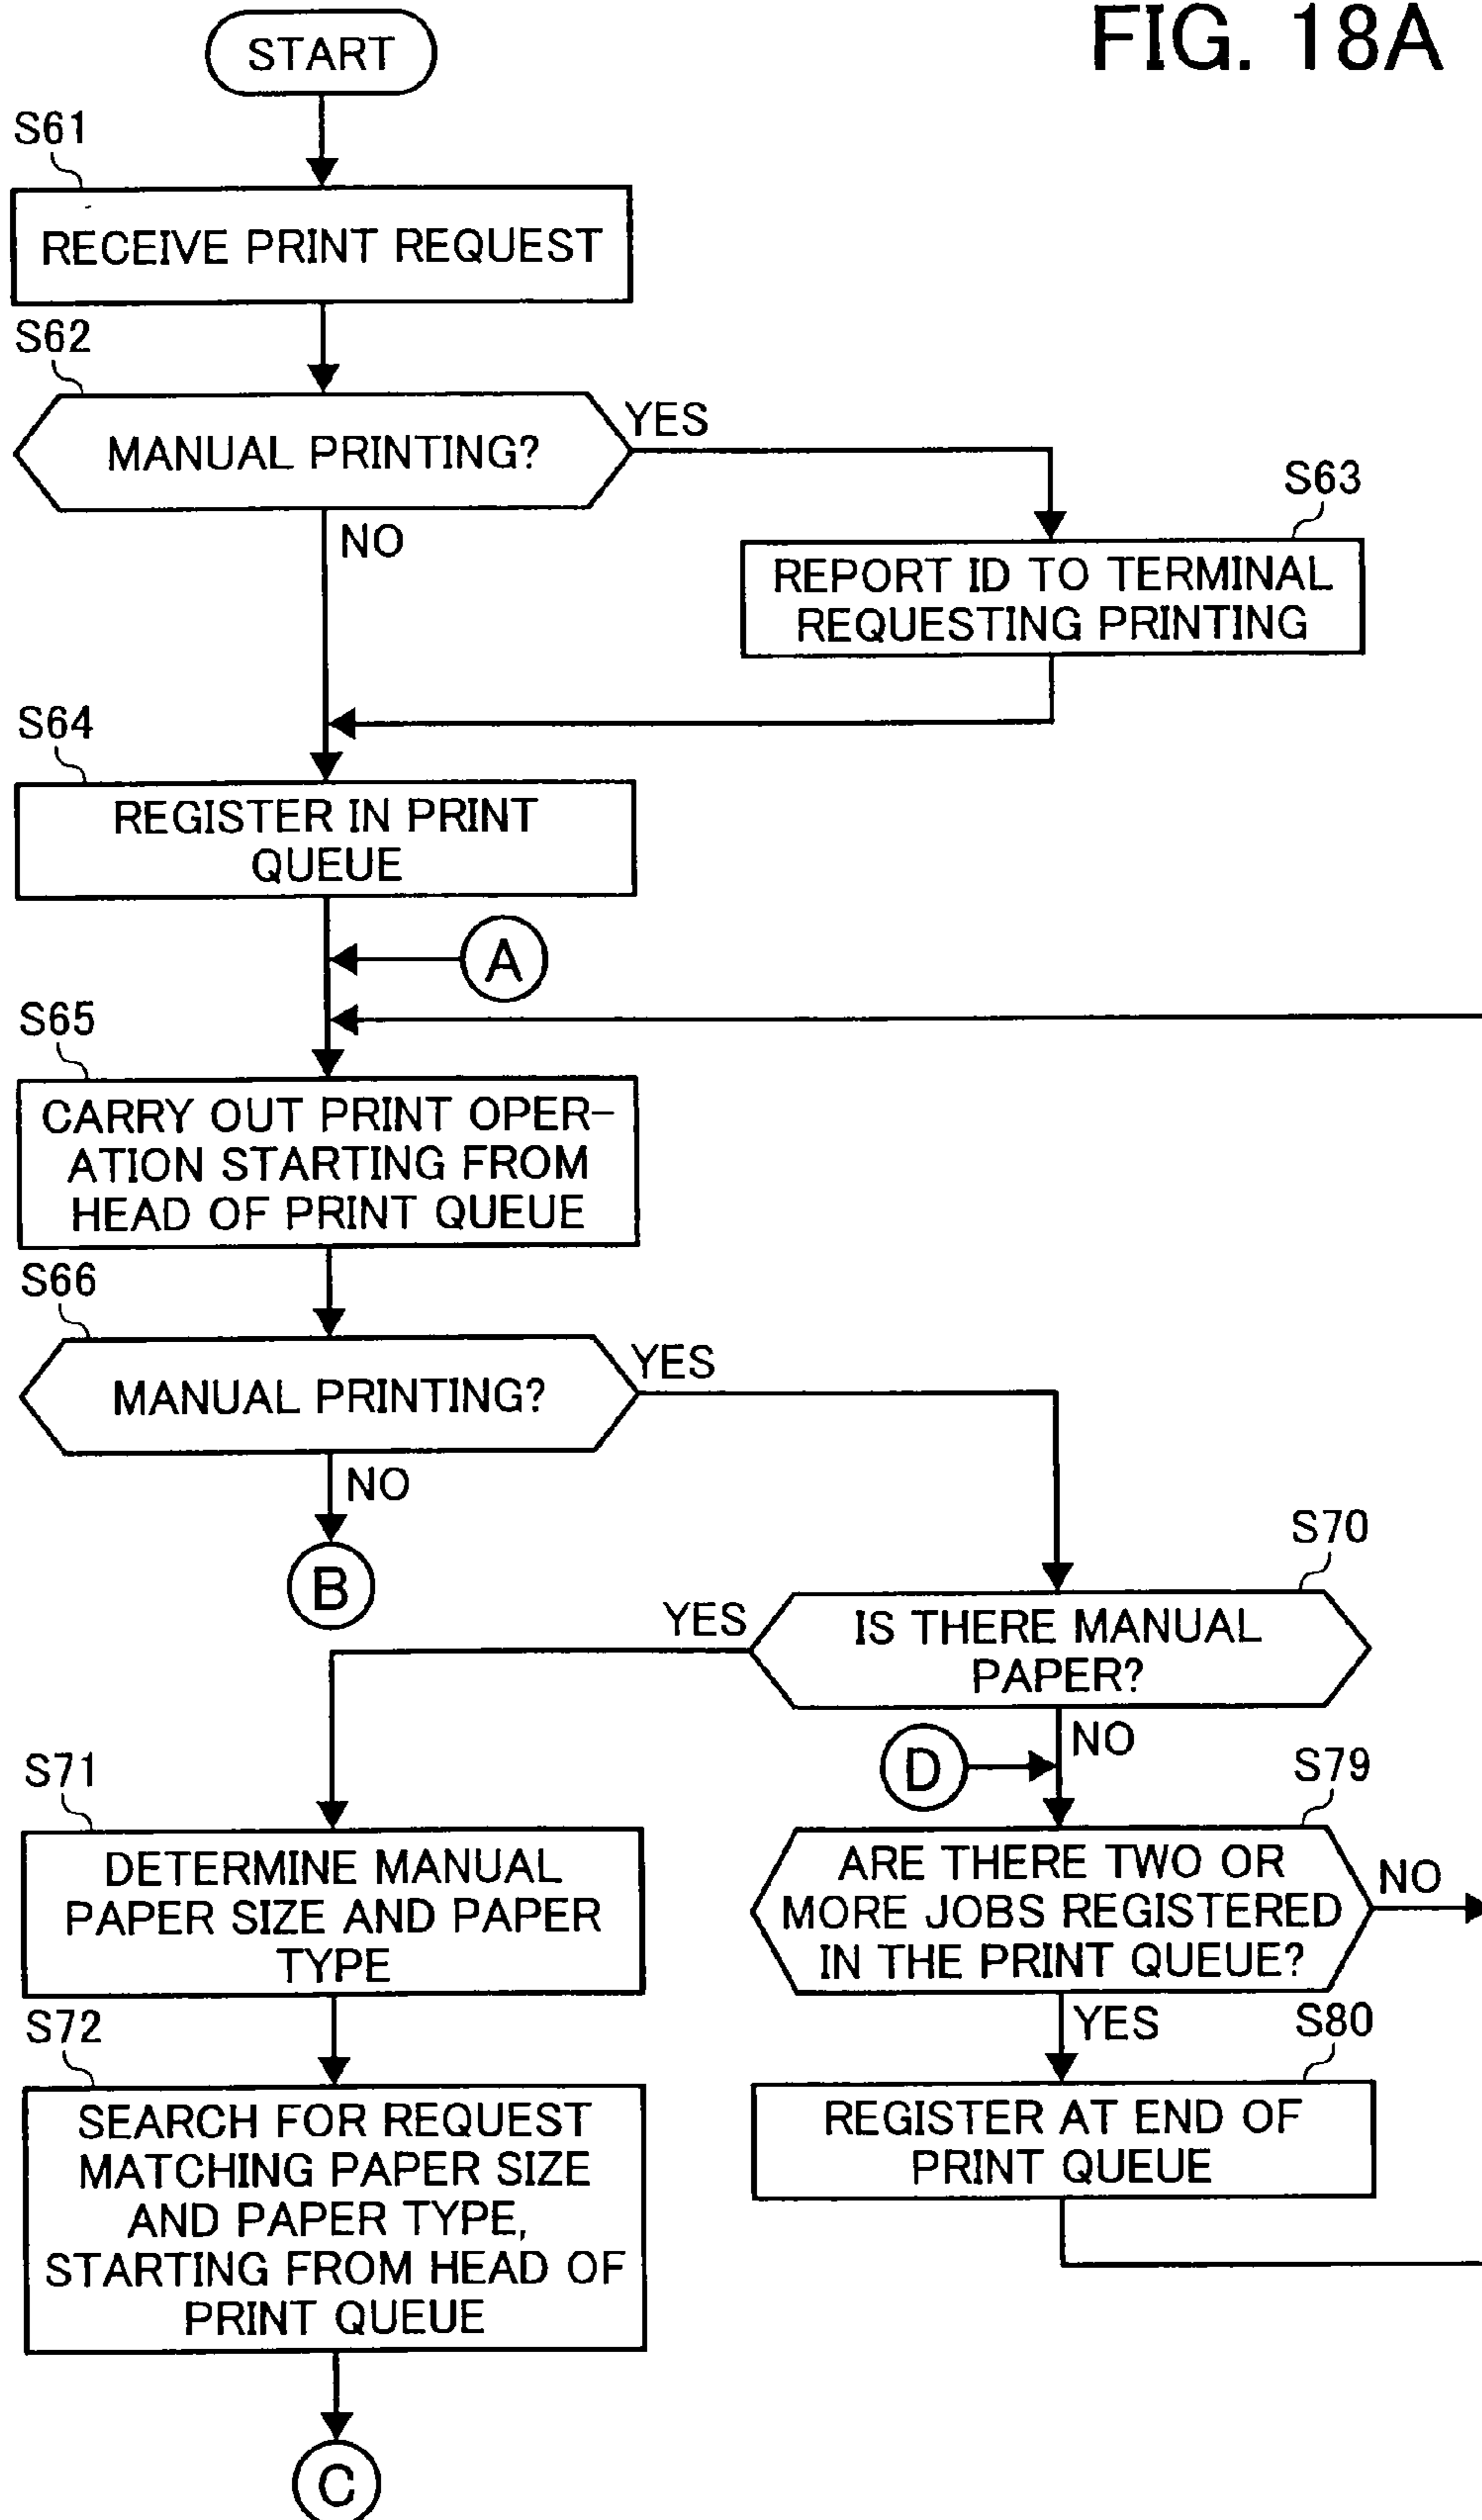 FIG. 18A
START
S61
RECEIVE PRINT REQUEST
S62
MANUAL PRINTING?
YES
NO
S63
REPORT ID TO TERMINAL
REQUESTING PRINTING
S64
REGISTER IN PRINT
QUEUE
A
S65
CARRY OUT PRINT OPER-
ATION STARTING FROM
HEAD OF PRINT QUEUE
S66
MANUAL PRINTING?
YES
NO
B
S70
IS THERE MANUAL
PAPER?
YES
NO
D
S71
DETERMINE MANUAL
PAPER SIZE AND PAPER
TYPE
S79
ARE THERE TWO OR
MORE JOBS REGISTERED
IN THE PRINT QUEUE?
NO
YES
S72
SEARCH FOR REQUEST
MATCHING PAPER SIZE
AND PAPER TYPE,
STARTING FROM HEAD OF
PRINT QUEUE
S80
REGISTER AT END OF
PRINT QUEUE
C